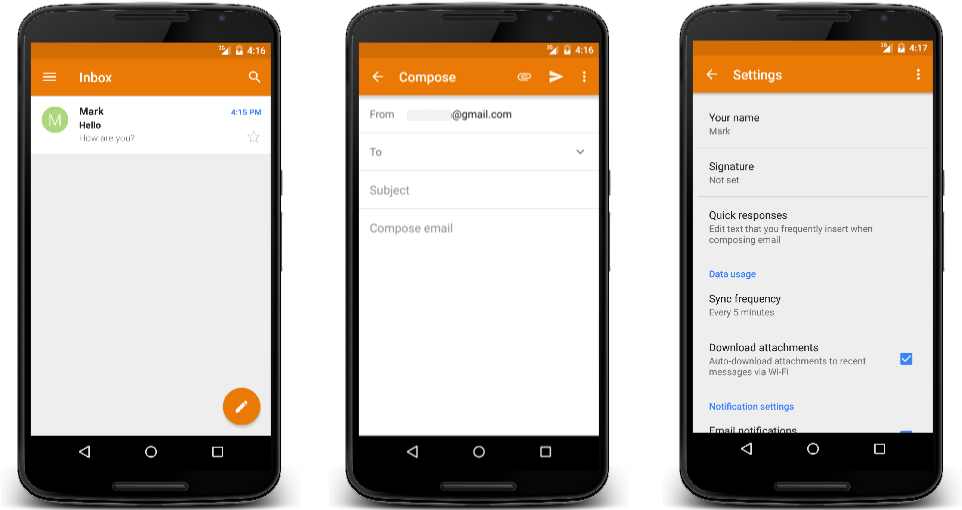 3G 4:16
Inbox
M
Mark
4:15 PM
Hello
How are you?
3G 4:16
Compose
From
@gmail.com
To
Subject
Compose email
3G 4:17
Settings
Your name
Mark
Signature
Not set
Quick responses
Edit text that you frequently insert when
composing email
Data usage
Sync frequency
Every 5 minutes
Download attachments
Auto-download attachments to recent
messages via Wi-Fi
Notification settings
Email notifications